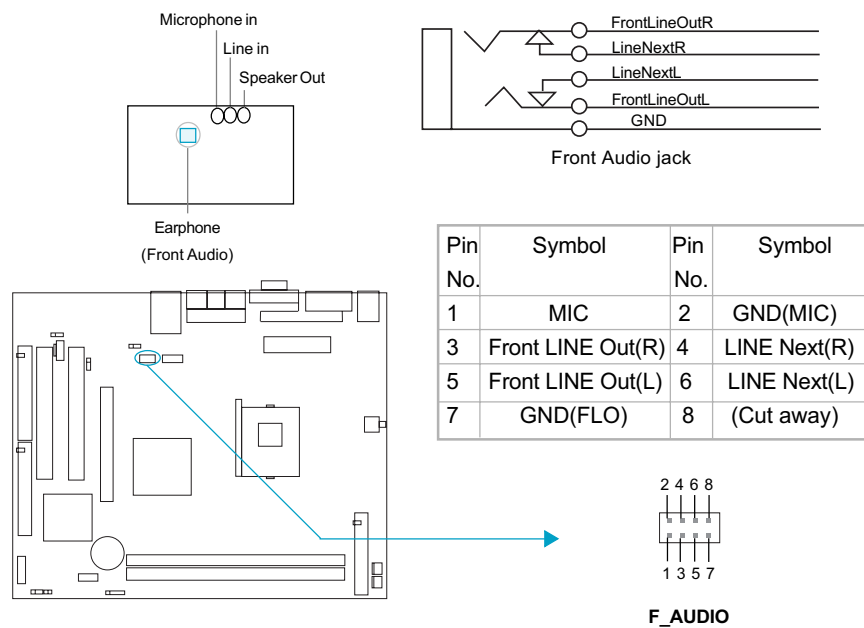 Microphone in
Line in
Speaker Out
Earphone
(Front Audio)
FrontLineOutR
LineNextR
LineNextL
FrontLineOutL
GND
Front Audio jack
Pin No. Symbol Pin No. Symbol
1 MIC 2 GND(MIC)
3 Front LINE Out(R) 4 LINE Next(R)
5 Front LINE Out(L) 6 LINE Next(L)
7 GND(FLO) 8 (Cut away)
2 4 6 8
1 3 5 7
F_AUDIO